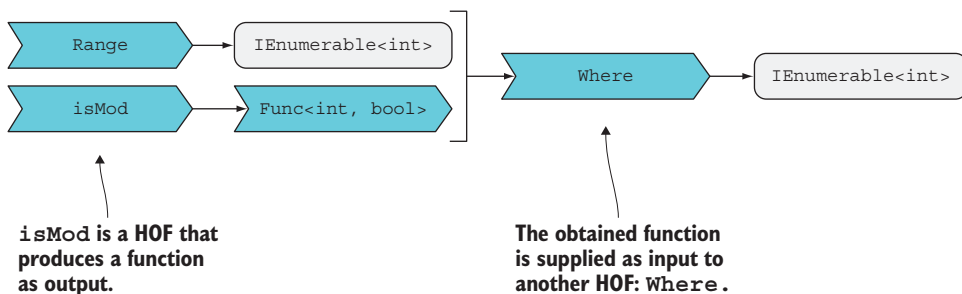 Range
IEnumerable<int>
isMod
Func<int, bool>
Where
IEnumerable<int>
isMod is a HOF that
produces a function
as output.
The obtained function
is supplied as input to
another HOF: Where.